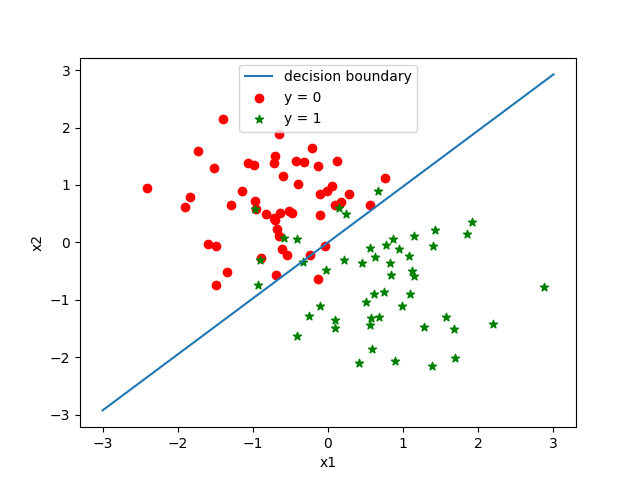 decision boundary
y = 0
y = 1
3
2
1
0
−1
−2
−3
x2
−3 −2 −1 0 1 2 3
x1